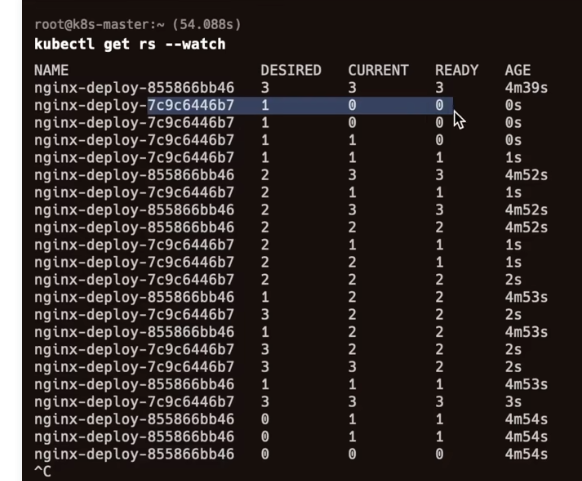 root@k8s-master:~ (54.088s)
kubectl get rs --watch
NAME DESIRED CURRENT READY AGE
nginx-deploy-855866bb46 3 3 3 4m39s
nginx-deploy-7c9c6446b7 1 0 0 0s
nginx-deploy-7c9c6446b7 1 0 0 0s
nginx-deploy-7c9c6446b7 1 1 0 0s
nginx-deploy-7c9c6446b7 1 1 1 1s
nginx-deploy-855866bb46 2 3 3 4m52s
nginx-deploy-7c9c6446b7 2 1 1 1s
nginx-deploy-855866bb46 2 3 3 4m52s
nginx-deploy-855866bb46 2 2 2 4m52s
nginx-deploy-7c9c6446b7 2 1 1 1s
nginx-deploy-7c9c6446b7 2 2 1 1s
nginx-deploy-7c9c6446b7 2 2 2 2s
nginx-deploy-855866bb46 1 2 2 4m53s
nginx-deploy-7c9c6446b7 3 2 2 2s
nginx-deploy-855866bb46 1 2 2 4m53s
nginx-deploy-7c9c6446b7 3 2 2 2s
nginx-deploy-7c9c6446b7 3 3 2 2s
nginx-deploy-855866bb46 1 1 1 4m53s
nginx-deploy-7c9c6446b7 3 3 3 3s
nginx-deploy-855866bb46 0 1 1 4m54s
nginx-deploy-855866bb46 0 1 1 4m54s
nginx-deploy-855866bb46 0 0 0 4m54s
^C